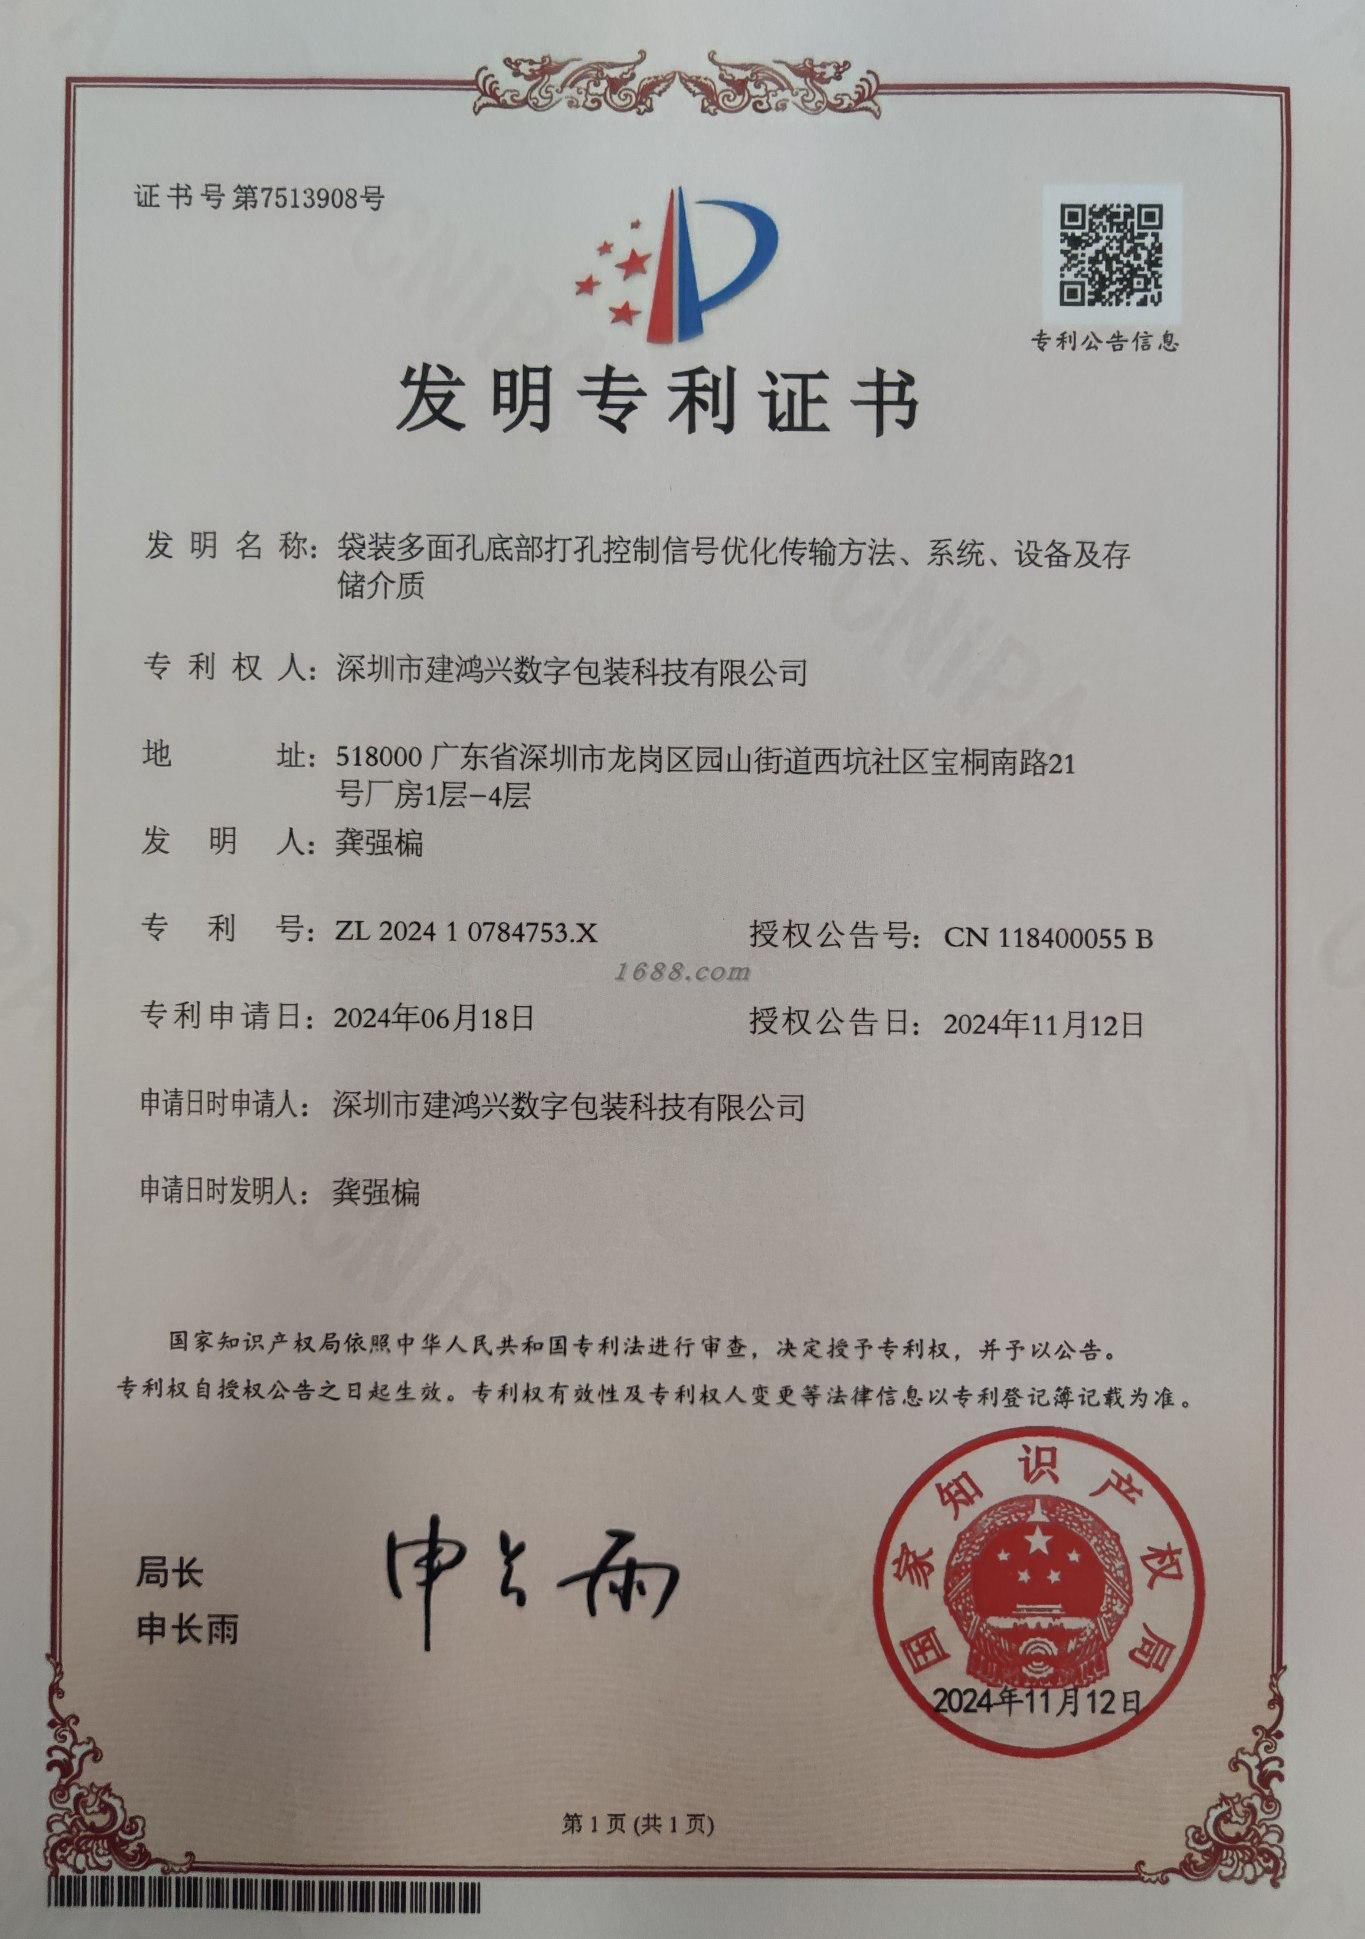 证书号第7513908号
专利公告信息
发明专利证书
发明名称：袋装多面孔底部打孔控制信号优化传输方法、系统、设备及存
储介质
专利权人：深圳市建鸿兴数字包装科技有限公司
地址：518000 广东省深圳市龙岗区园山街道西坑社区宝桐南路21
号厂房1层-4层
发明人：龚强楄
专利号：ZL 2024 1 0784753.X 授权公告号：CN 118400055 B
1688.com
专利申请日：2024年06月18日 授权公告日：2024年11月12日
申请日时申请人：深圳市建鸿兴数字包装科技有限公司
申请日时发明人：龚强楄
国家知识产权局依照中华人民共和国专利法进行审查，决定授予专利权，并予以公告。
专利权自授权公告之日起生效。专利权有效性及专利权人变更等法律信息以专利登记簿记载为准。
局长
申长雨
申长雨
国家知识产权局
2024年11月12日
第 1 页 (共 1 页)
CNIPA
CNIPA
CNIPA